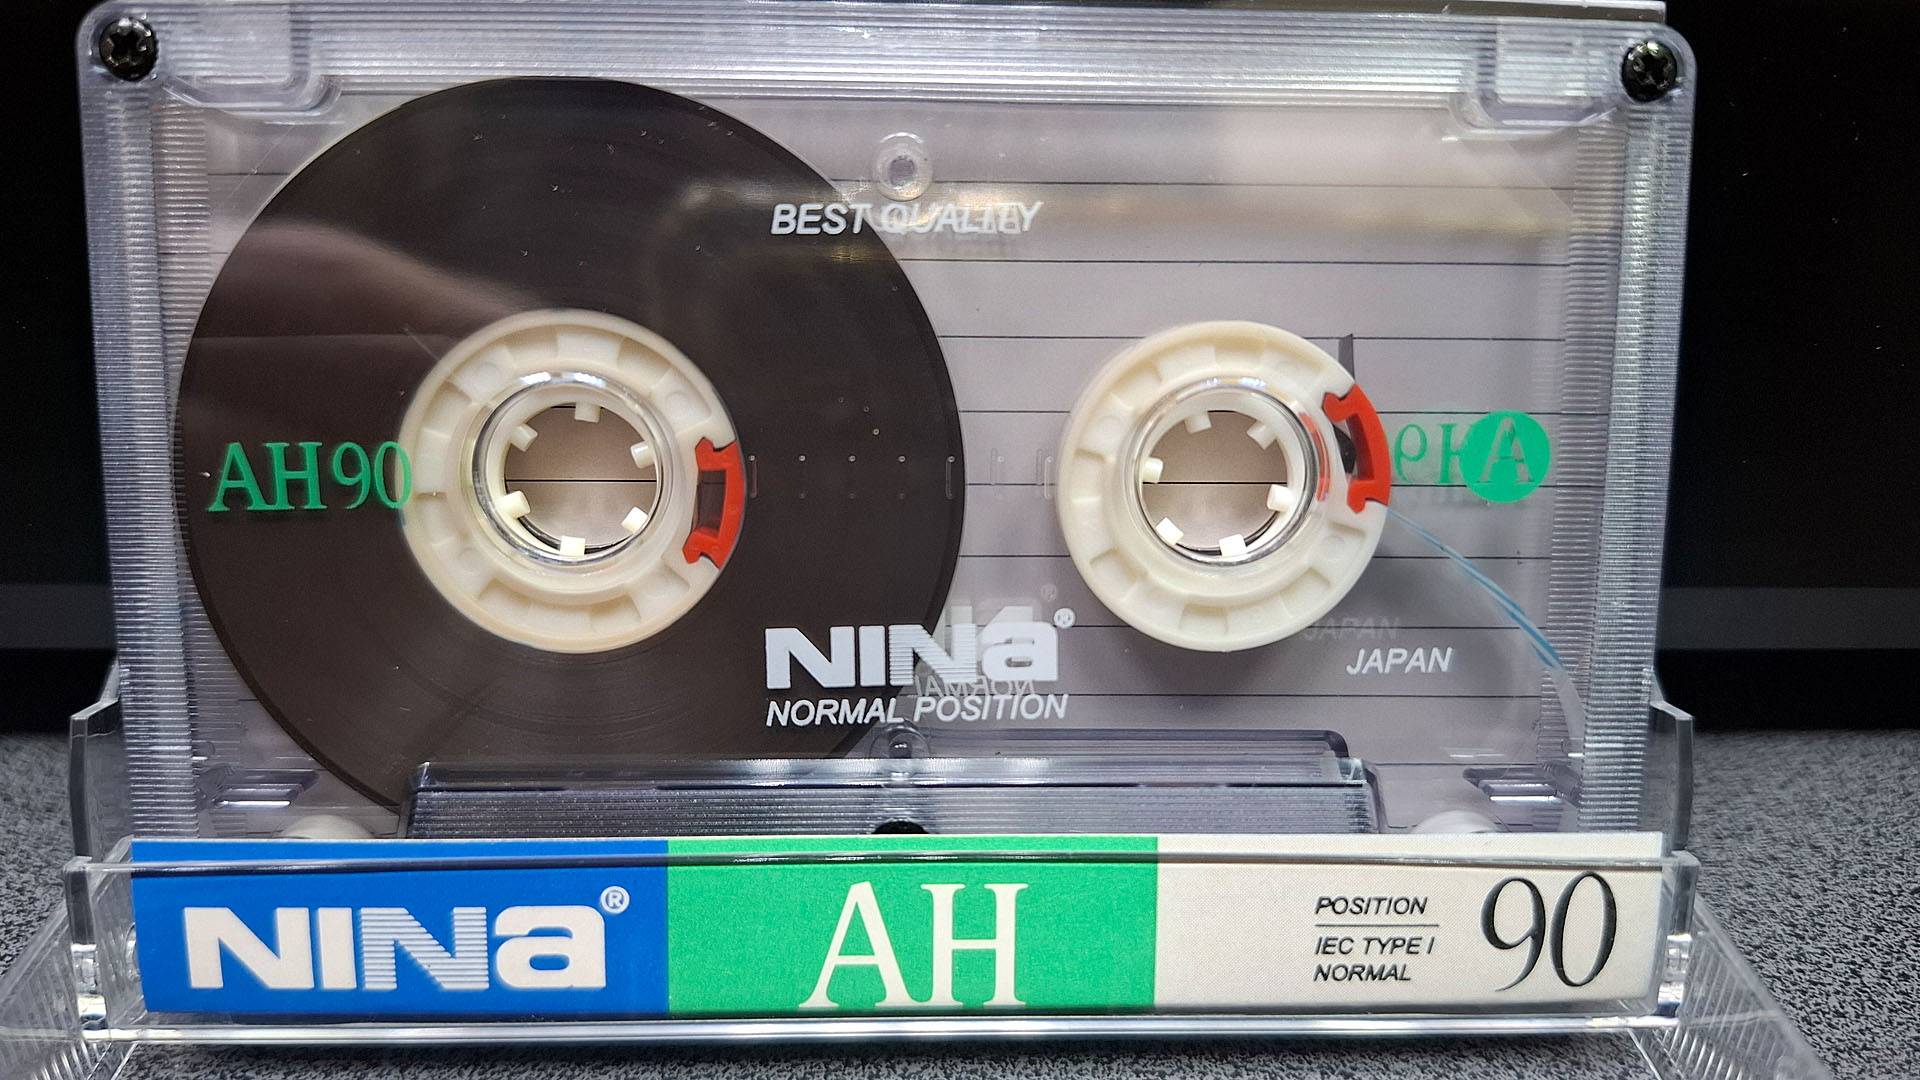 BEST QUALITY
AH90
A
NINa®
NORMAL POSITION
JAPAN
NINa®
AH
POSITION
IEC TYPE I
NORMAL
90